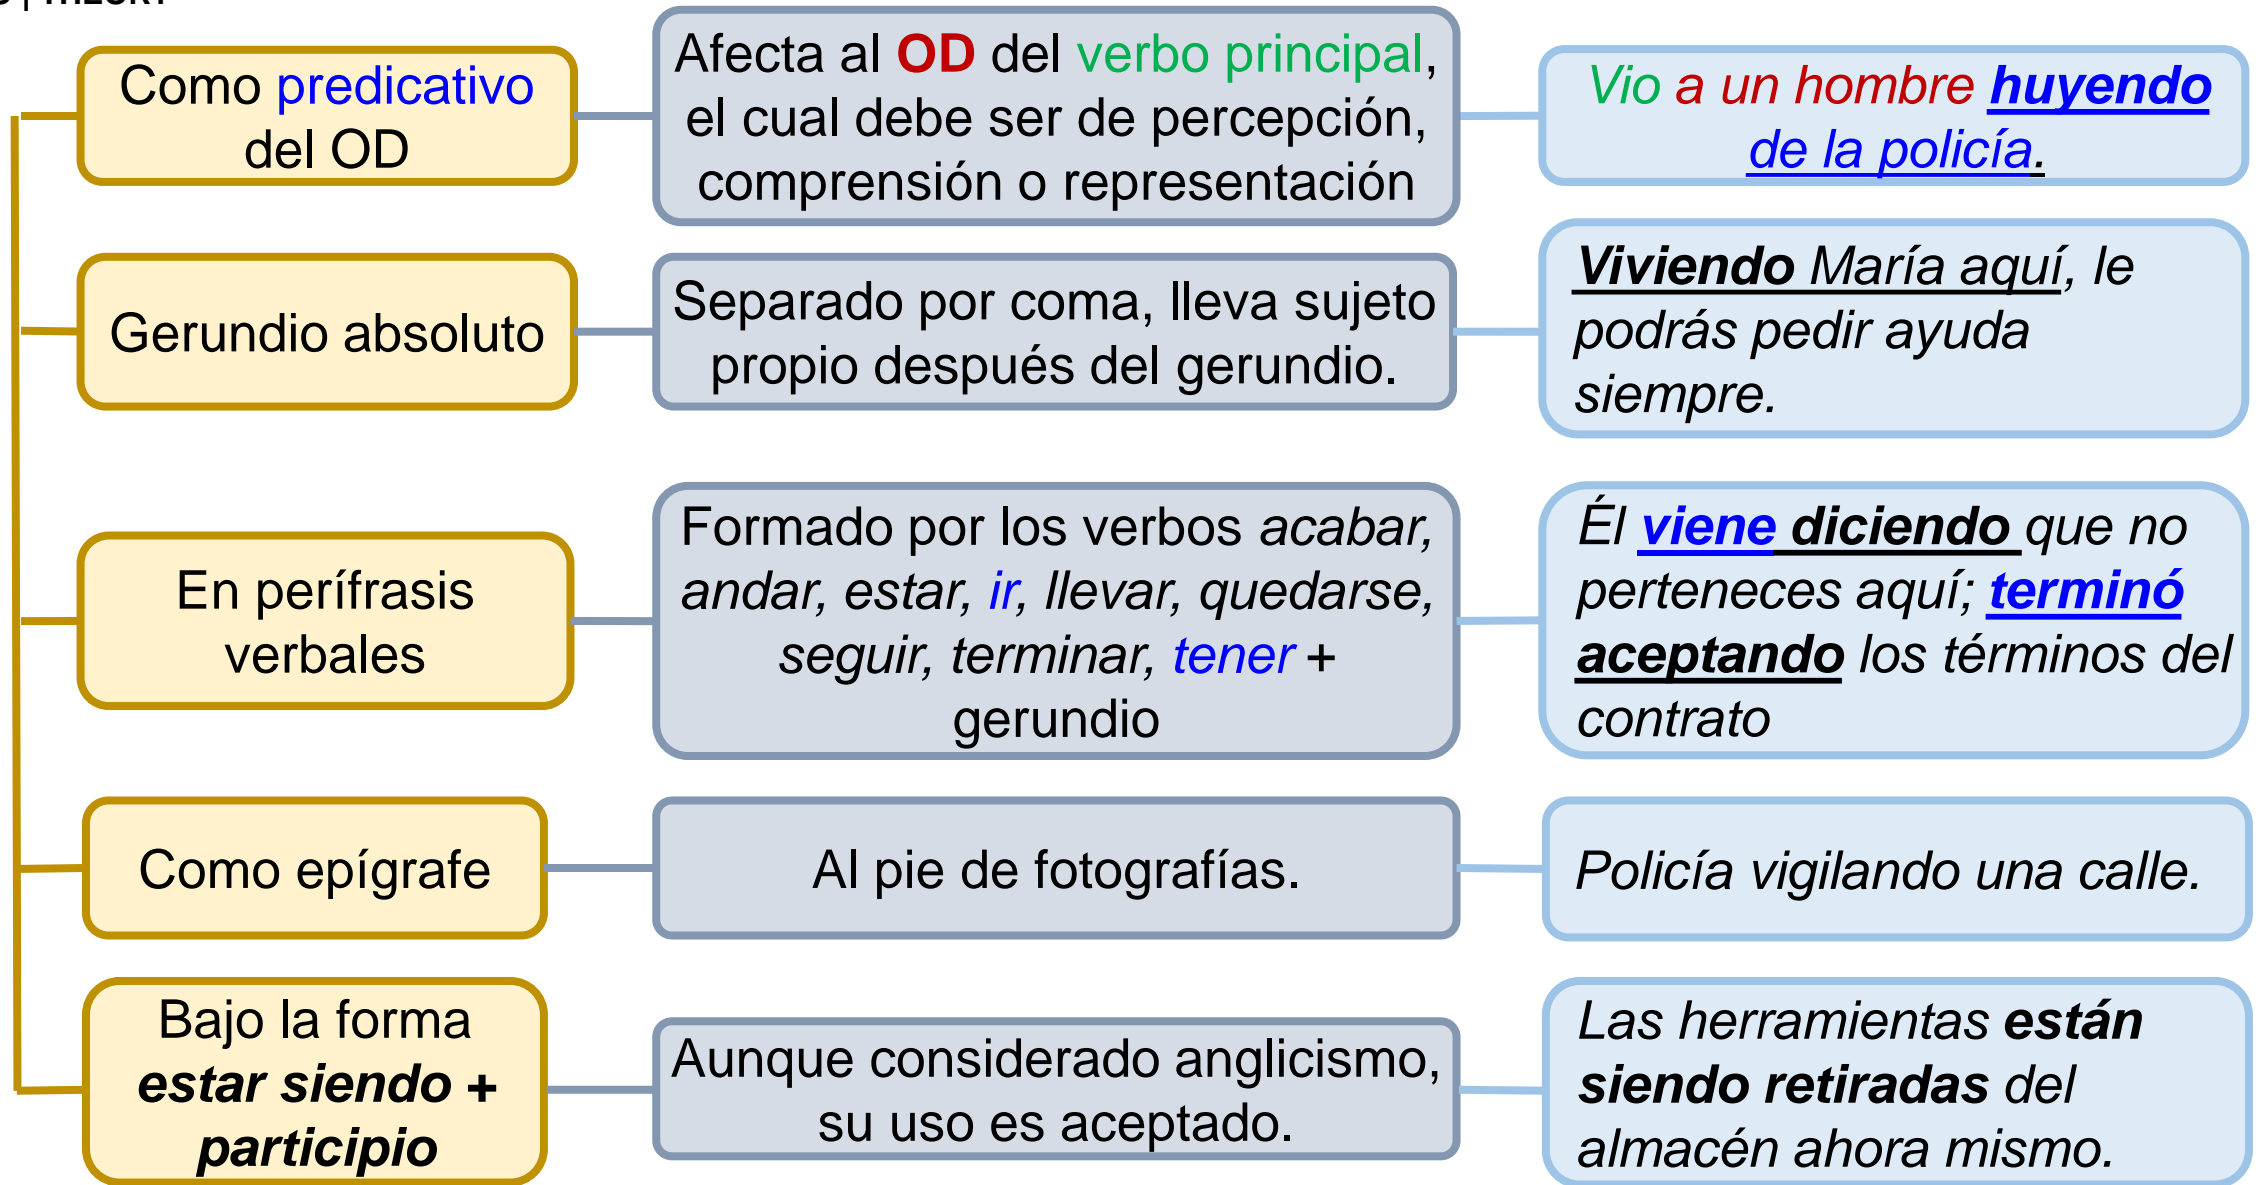 | THEORY
Como predicativo
del OD
Afecta al OD del verbo principal,
el cual debe ser de percepción,
comprensión o representación
Vio a un hombre huyendo
de la policía.
Gerundio absoluto
Separado por coma, lleva sujeto
propio después del gerundio.
Viviendo María aquí, le
podrás pedir ayuda
siempre.
En perífrasis
verbales
Formado por los verbos acabar,
andar, estar, ir, llevar, quedarse,
seguir, terminar, tener +
gerundio
Él viene diciendo que no
perteneces aquí; terminó
aceptando los términos del
contrato
Como epígrafe
Al pie de fotografías.
Policía vigilando una calle.
Bajo la forma
estar siendo +
participio
Aunque considerado anglicismo,
su uso es aceptado.
Las herramientas están
siendo retiradas del
almacén ahora mismo.